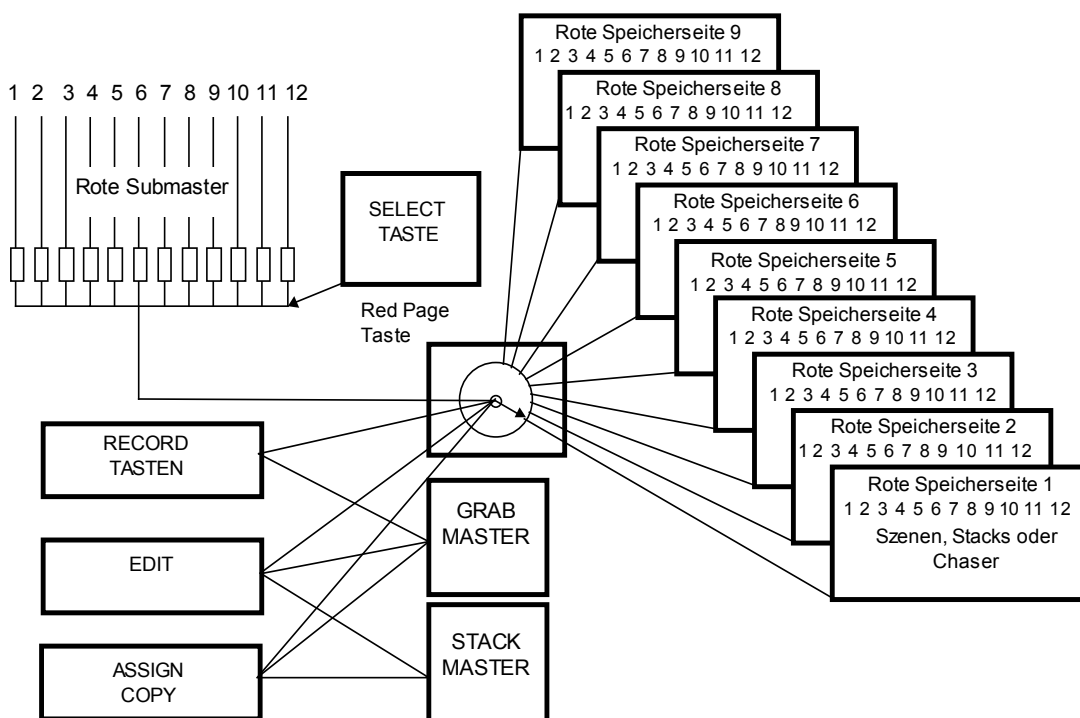 1 2 3 4 5 6 7 8 9 10 11 12
Rote Submaster
SELECT
TASTE
Red Page
Taste
RECORD
TASTEN
EDIT
ASSIGN
COPY
GRAB
MASTER
STACK
MASTER
Rote Speicherseite 9
1 2 3 4 5 6 7 8 9 10 11 12
Rote Speicherseite 8
1 2 3 4 5 6 7 8 9 10 11 12
Rote Speicherseite 7
1 2 3 4 5 6 7 8 9 10 11 12
Rote Speicherseite 6
1 2 3 4 5 6 7 8 9 10 11 12
Rote Speicherseite 5
1 2 3 4 5 6 7 8 9 10 11 12
Rote Speicherseite 4
1 2 3 4 5 6 7 8 9 10 11 12
Rote Speicherseite 3
1 2 3 4 5 6 7 8 9 10 11 12
Rote Speicherseite 2
1 2 3 4 5 6 7 8 9 10 11 12
Rote Speicherseite 1
1 2 3 4 5 6 7 8 9 10 11 12
Szenen, Stacks oder
Chaser